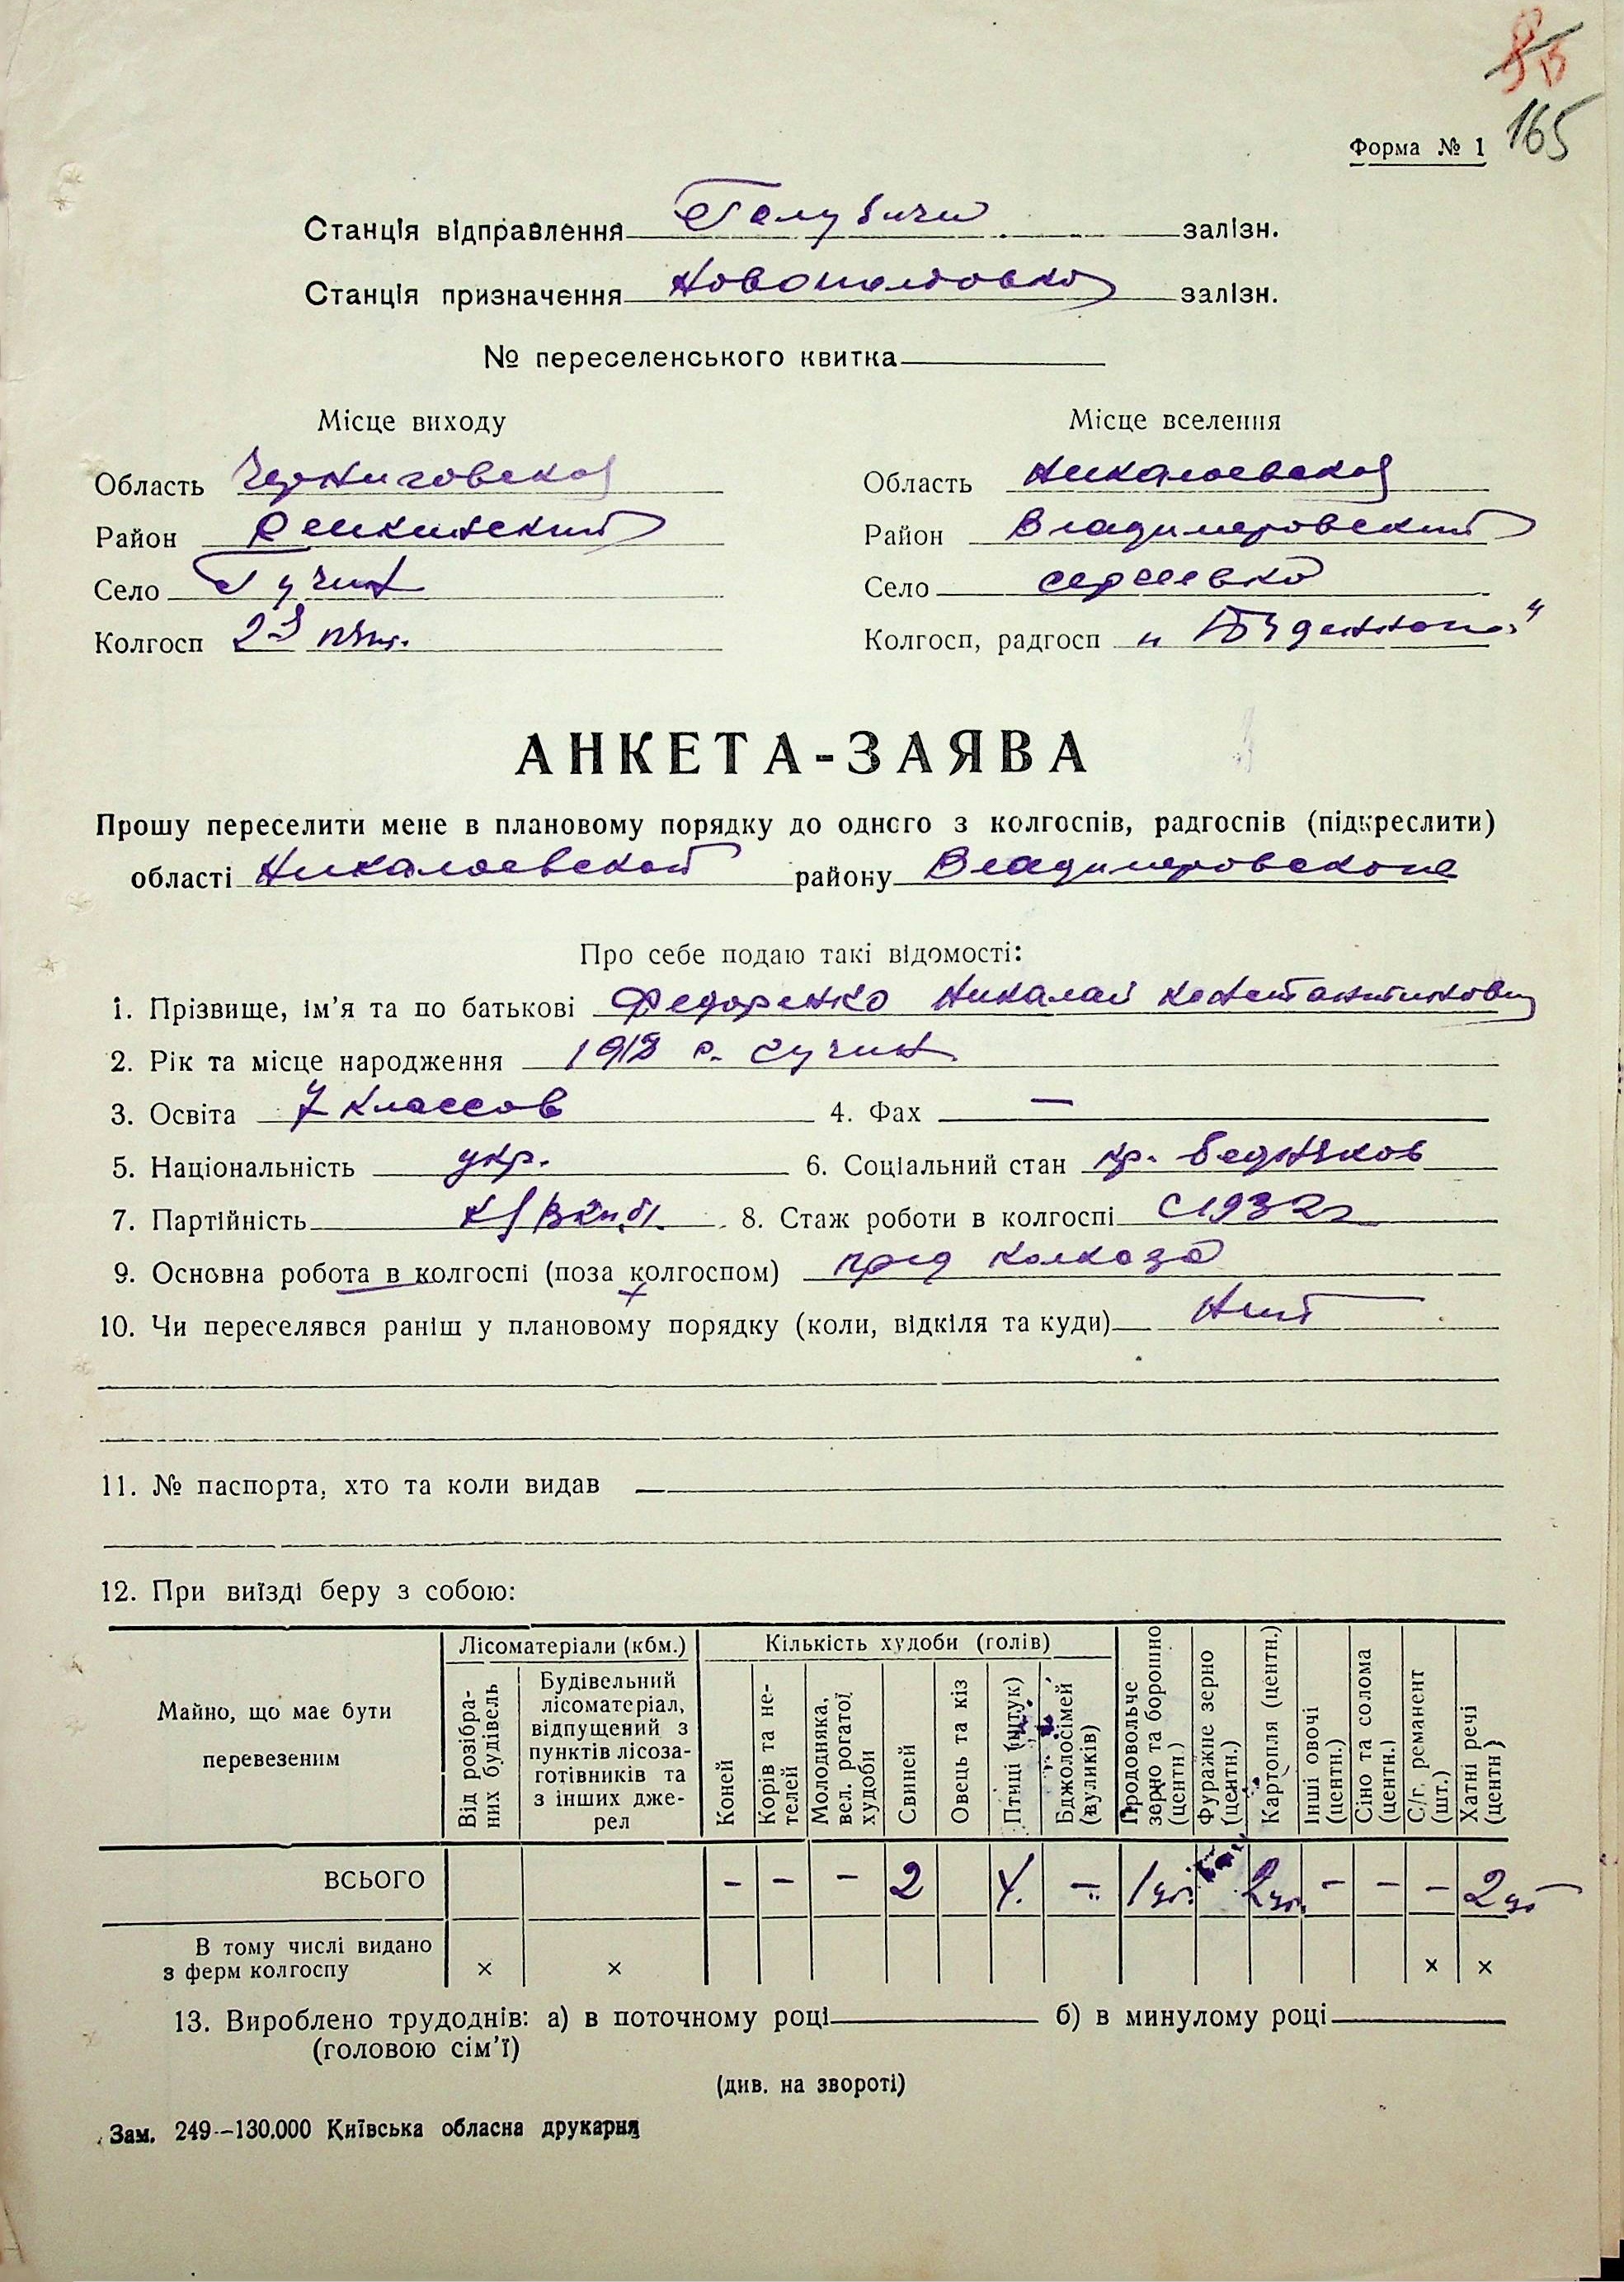 165
Форма № 1
Станція відправлення Голубичи залізн.
Станція призначення Новополтовка залізн.
№ переселенського квитка
Місце виходу Місце вселення
Область Черниговская Область Николаевская
Район Район Владимировский
Село Село Сергеевка
Колгосп Колгосп, радгосп „Буденного"
АНКЕТА-ЗАЯВА
Прошу переселити мене в плановому порядку до одного з колгоспів, радгоспів (підкреслити)
області Николаевской району Владимировского
Про себе подаю такі відомості:
1. Прізвище, ім'я та по батькові Федоренко Николай Константинович
2. Рік та місце народження с.
3. Освіта 7 классов 4. Фах —
5. Національність укр. 6. Соціальний стан кр. бедняков
7. Партійність 8. Стаж роботи в колгоспі с 1932 г
9. Основна робота в колгоспі (поза колгоспом) пред колхоза
10. Чи переселявся раніш у плановому порядку (коли, відкіля та куди) Нет
11. № паспорта, хто та коли видав
12. При виїзді беру з собою:
Майно, що має бути перевезеним
Лісоматеріали (кбм.)
Від розібраних будівель
Будівельний лісоматеріал, відпущений з пунктів лісозаготівників та з інших джерел
Кількість худоби (голів)
Коней
Корів та нетелей
Молодняка, вел. рогатої худоби
Свиней
Овець та кіз
Птиці (штук)
Бджолосімей (вуликів)
Продовольче зерно та борошно (центн.)
Фуражне зерно (центн.)
Картопля (центн.)
Інші овочі (центн.)
Сіно та солома (центн.)
С/г. реманент (шт.)
Хатні речі (центн)
ВСЬОГО – – – 2 – 1 2 – – – 2
В тому числі видано
з ферм колгоспу × × × ×
13. Вироблено трудоднів: а) в поточному році б) в минулому році
(головою сім'ї)
(див. на звороті)
Зам. 249—130.000 Київська обласна друкарня